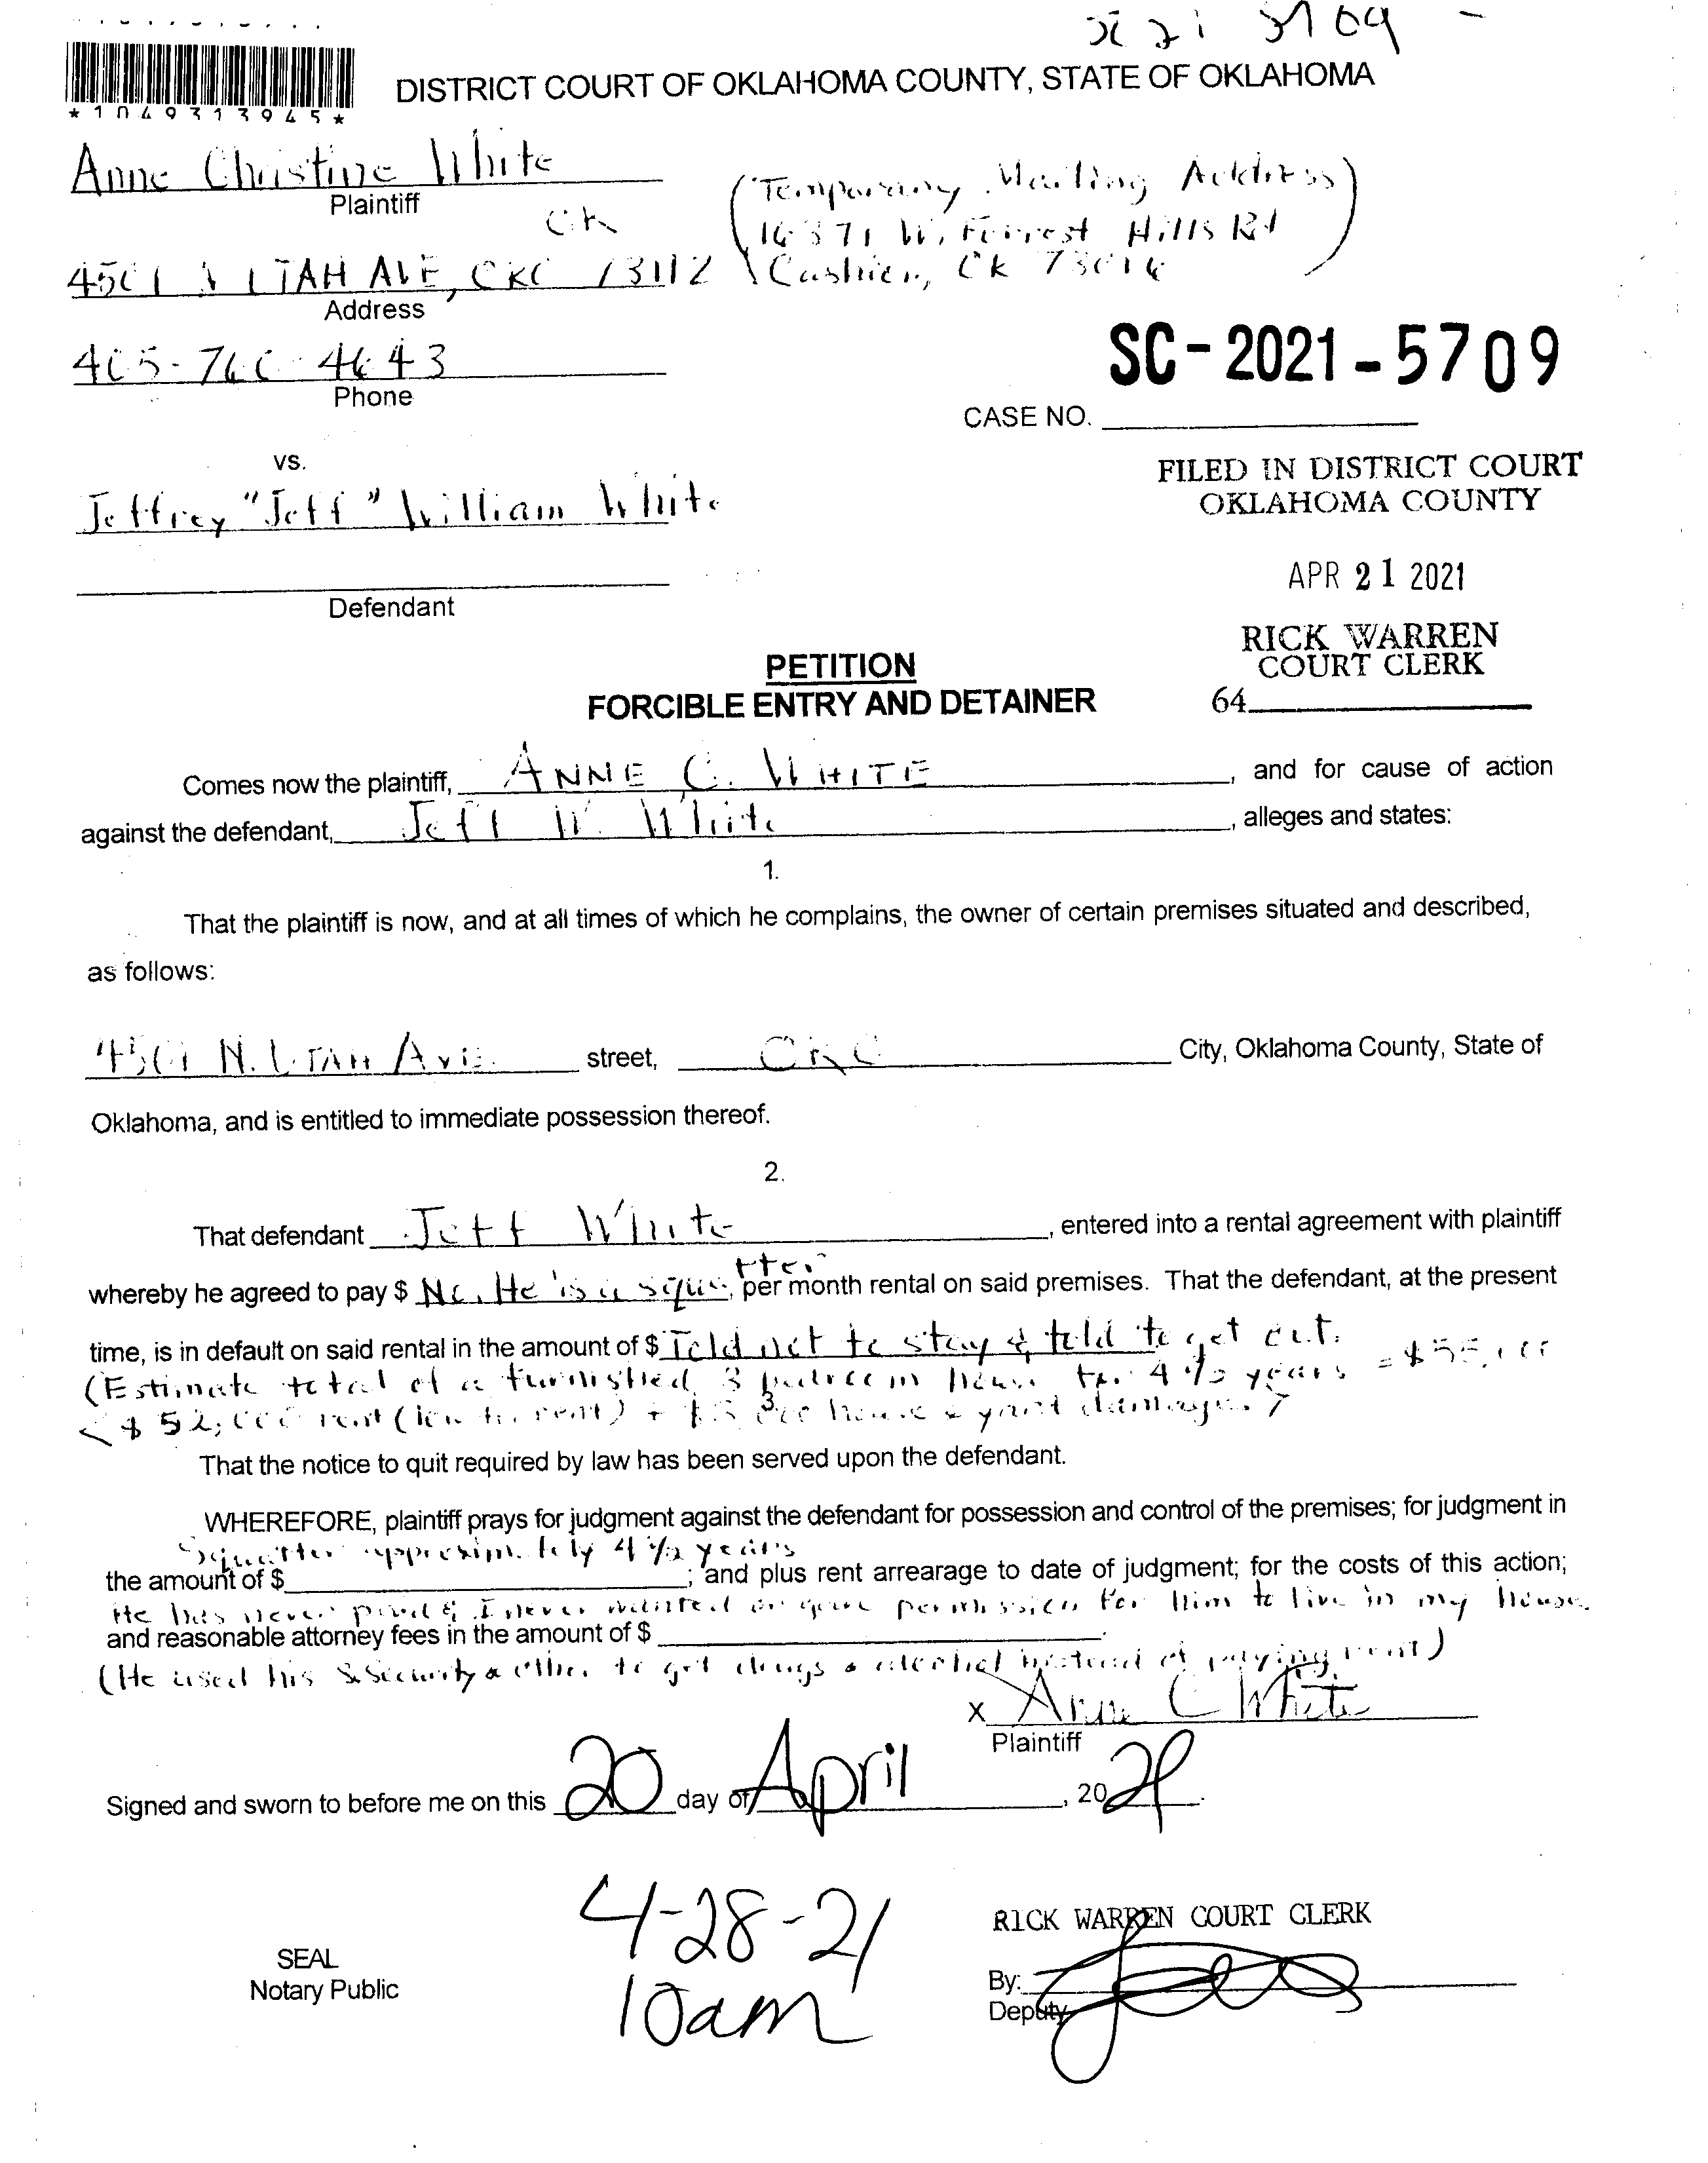 SC 21 5709 -
*1049313945*
DISTRICT COURT OF OKLAHOMA COUNTY, STATE OF OKLAHOMA
Anne Christine White
Plaintiff
(Temporary Mailing Address
OK
W. Forrest Hills Rd
4501 N UTAH AVE, OKC 73112
Cashion, Ok 73016)
Address
Phone
SC-2021-5709
CASE NO.
vs.
Jeffrey "Jeff" William White
FILED IN DISTRICT COURT
OKLAHOMA COUNTY
APR 21 2021
Defendant
RICK WARREN
COURT CLERK
64
PETITION
FORCIBLE ENTRY AND DETAINER
Comes now the plaintiff, ANNE C. WHITE, and for cause of action
against the defendant, Jeff W. White, alleges and states:
1.
That the plaintiff is now, and at all times of which he complains, the owner of certain premises situated and described,
as follows:
4501 N. UTAH Ave. street, OKC City, Oklahoma County, State of
Oklahoma, and is entitled to immediate possession thereof.
2.
That defendant Jeff White, entered into a rental agreement with plaintiff
whereby he agreed to pay $ No. He is a squatter per month rental on said premises. That the defendant, at the present
time, is in default on said rental in the amount of $ Told not to stay & told to get out.
(Estimate total of a furnished 3 bedroom house for 4 1/2 years = $55,000
<$52,000 rent (low for rent) + $3,000 house & yard damages.>
That the notice to quit required by law has been served upon the defendant.
WHEREFORE, plaintiff prays for judgment against the defendant for possession and control of the premises; for judgment in
Squatter approximately 4 1/2 years
the amount of $; and plus rent arrearage to date of judgment; for the costs of this action;
He has never paid & I never wanted or gave permission for him to live in my house.
and reasonable attorney fees in the amount of $.
(He used his S.Security & other to get drugs & alcohol instead of paying rent)
x Anne C White
Plaintiff
Signed and sworn to before me on this 20 day of April, 2021.
4-28-21
10am
RICK WARREN COURT CLERK
SEAL
Notary Public
By:
Deputy